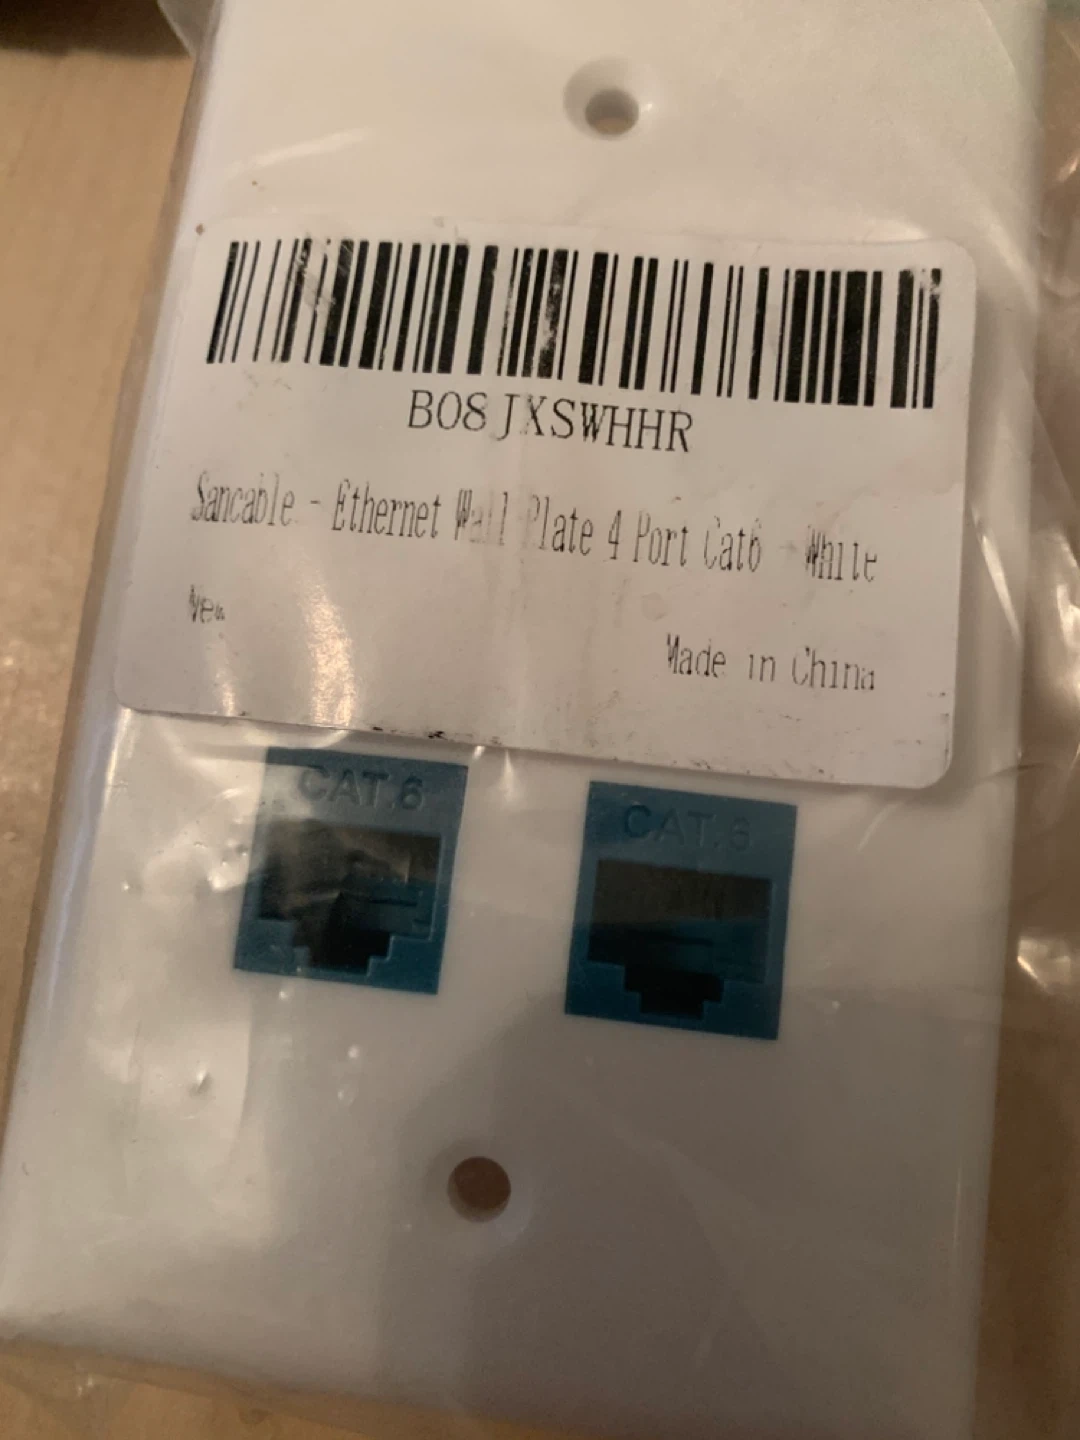 B08JXSWHHR
Sancable - Ethernet Wall Plate 4 Port Cat6 - White
New
Made in China
CAT.6
CAT.6